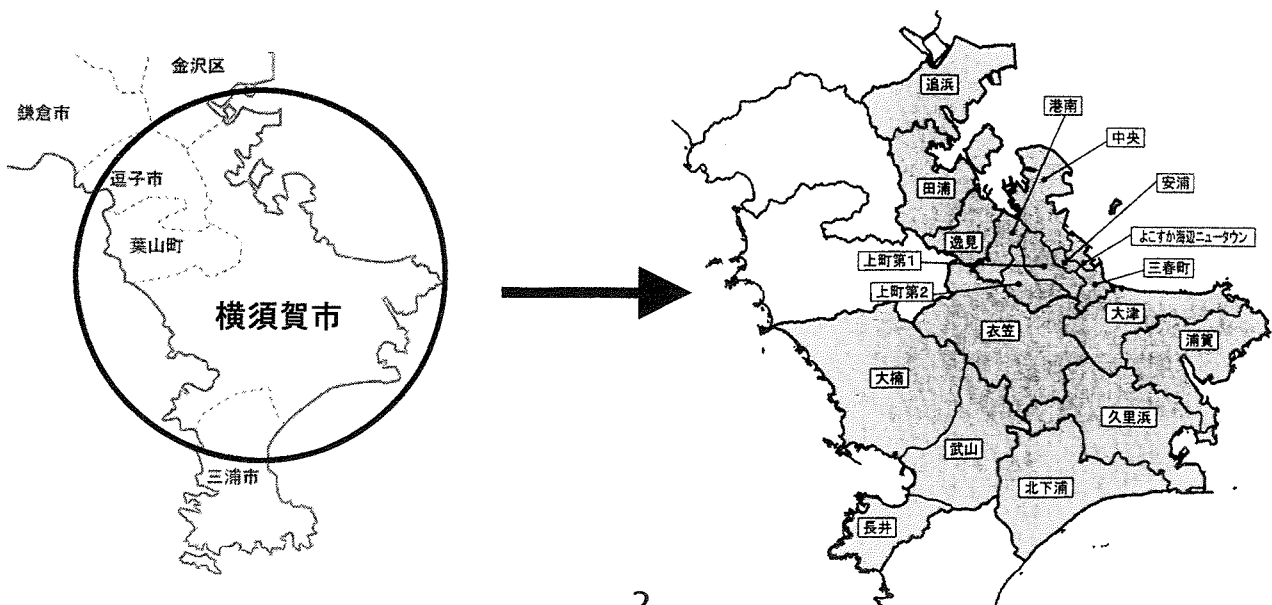 金沢区
鎌倉市
逗子市
葉山町
横須賀市
三浦市
追浜
港南
中央
田浦
安浦
逸見
よこすか海辺ニュータウン
上町第1
三春町
上町第2
大津
衣笠
浦賀
大楠
久里浜
武山
北下浦
長井
2